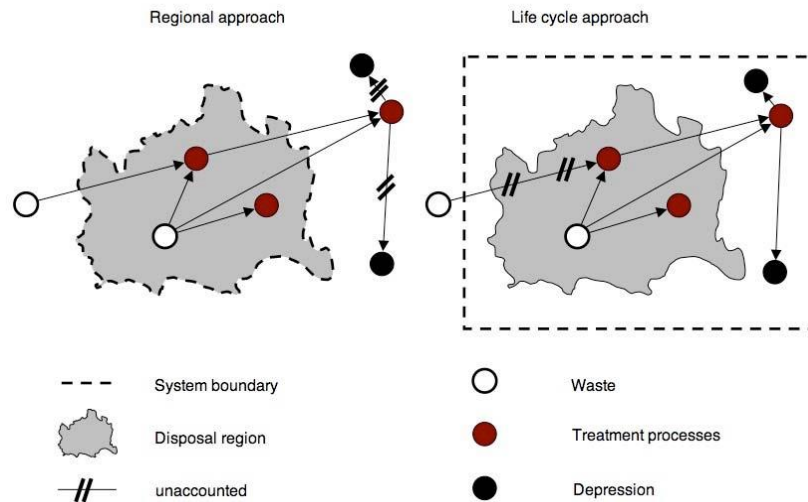 Regional approach
Life cycle approach
System boundary
Waste
Disposal region
Treatment processes
unaccounted
Depression